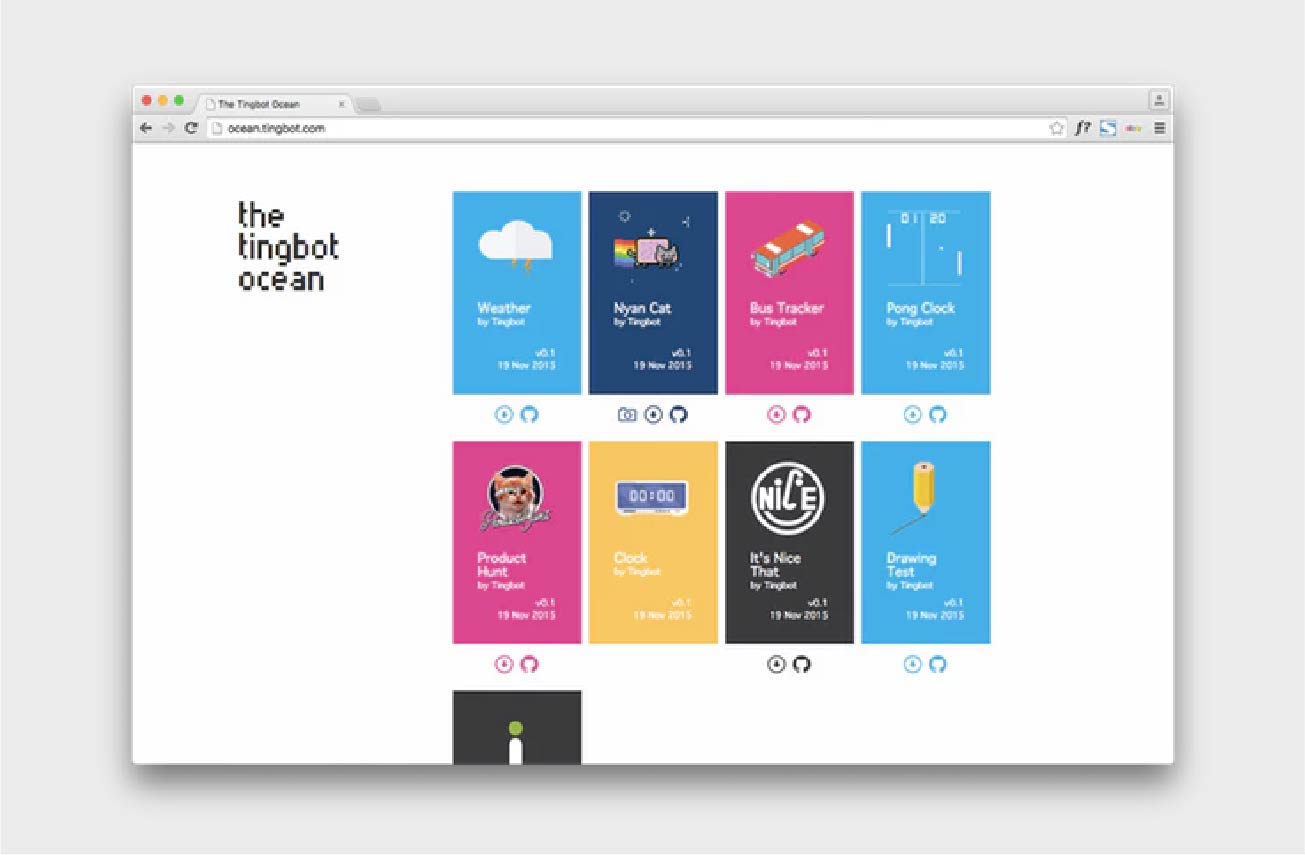 The Tingbot Ocean
ocean.tingbot.com
f?
the
tingbot
ocean
Weather
by Tingbot
v0.1
19 Nov 2015
Nyan Cat
by Tingbot
v0.1
19 Nov 2015
Bus Tracker
by Tingbot
v0.1
19 Nov 2015
01 20
Pong Clock
by Tingbot
v0.1
19 Nov 2015
Product
Hunt
by Tingbot
v0.1
19 Nov 2015
00:00
Clock
by Tingbot
v0.1
19 Nov 2015
NiCE
It's Nice
That
by Tingbot
v0.1
19 Nov 2015
Drawing
Test
by Tingbot
v0.1
19 Nov 2015